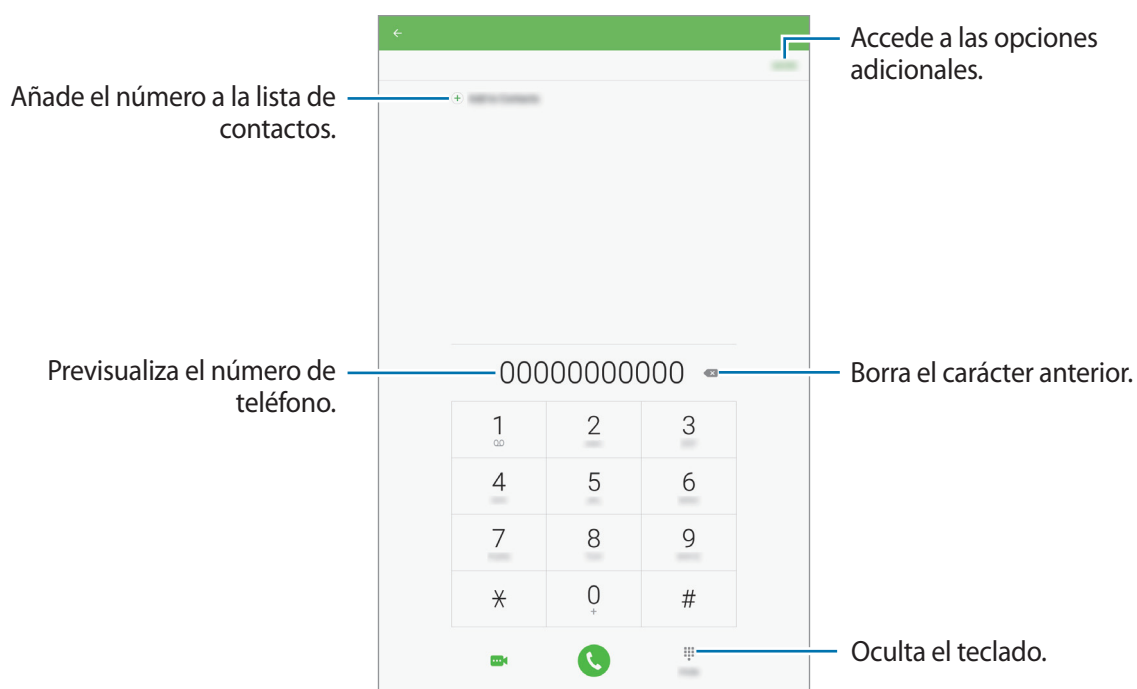 Accede a las opciones
adicionales.
Añade el número a la lista de
contactos.
Previsualiza el número de
teléfono.
00000000000
Borra el carácter anterior.
1
2
3
4
5
6
7
8
9
*
0
+
#
Oculta el teclado.